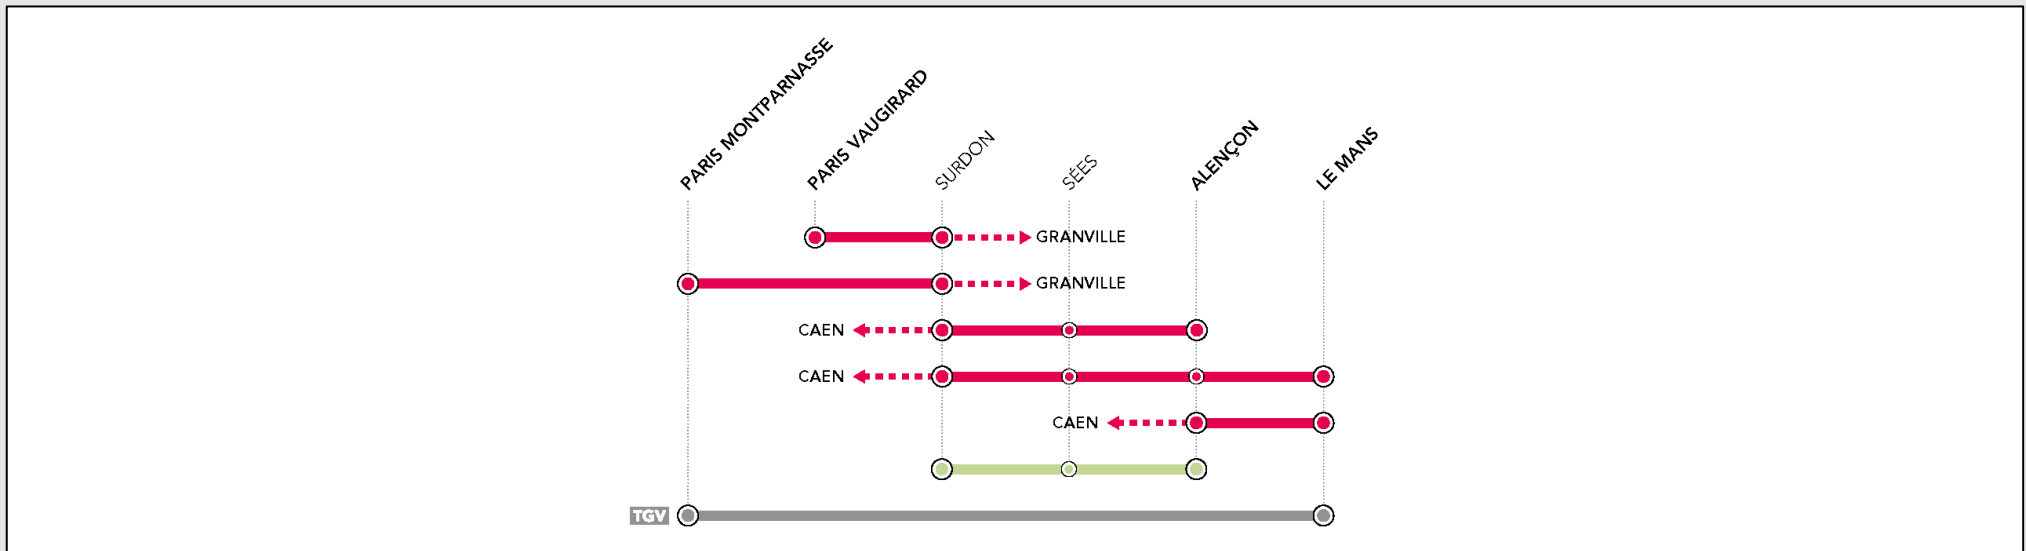 PARIS MONTPARNASSE
PARIS VAUGIRARD
SURDON
SÉES
ALENÇON
LE MANS
GRANVILLE
GRANVILLE
CAEN
CAEN
CAEN
TGV